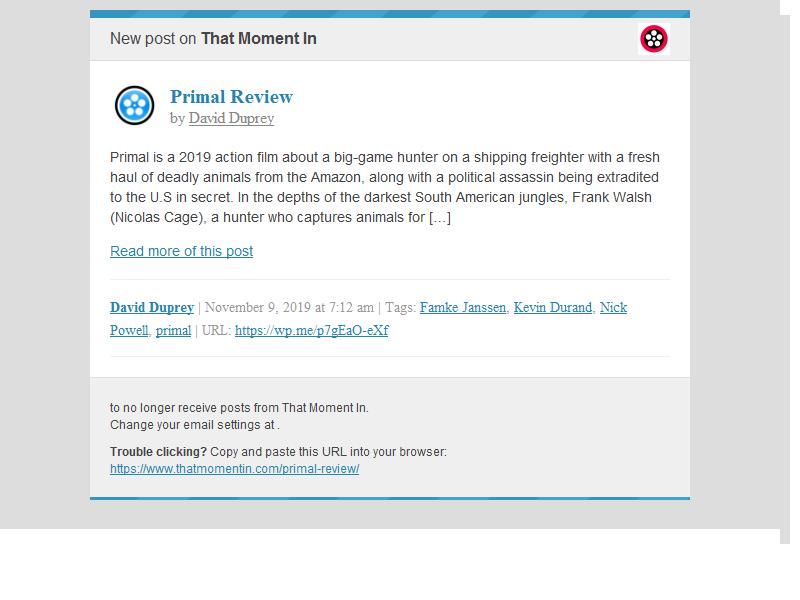 New post on That Moment In
Primal Review
by David Duprey
Primal is a 2019 action film about a big-game hunter on a shipping freighter with a fresh
haul of deadly animals from the Amazon, along with a political assassin being extradited
to the U.S in secret. In the depths of the darkest South American jungles, Frank Walsh
(Nicolas Cage), a hunter who captures animals for […]
Read more of this post
David Duprey | November 9, 2019 at 7:12 am | Tags: Famke Janssen, Kevin Durand, Nick
Powell, primal | URL: https://wp.me/p7gEaO-eXf
to no longer receive posts from That Moment In.
Change your email settings at .
Trouble clicking? Copy and paste this URL into your browser:
https://www.thatmomentin.com/primal-review/